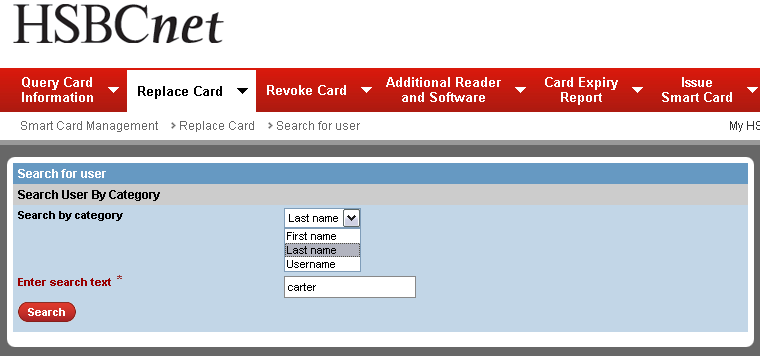 HSBCnet
Query Card Information
Replace Card
Revoke Card
Additional Reader and Software
Card Expiry Report
Issue Smart Card
Smart Card Management > Replace Card > Search for user
My HS
Search for user
Search User By Category
Search by category
Last name
First name
Last name
Username
Enter search text *
carter
Search